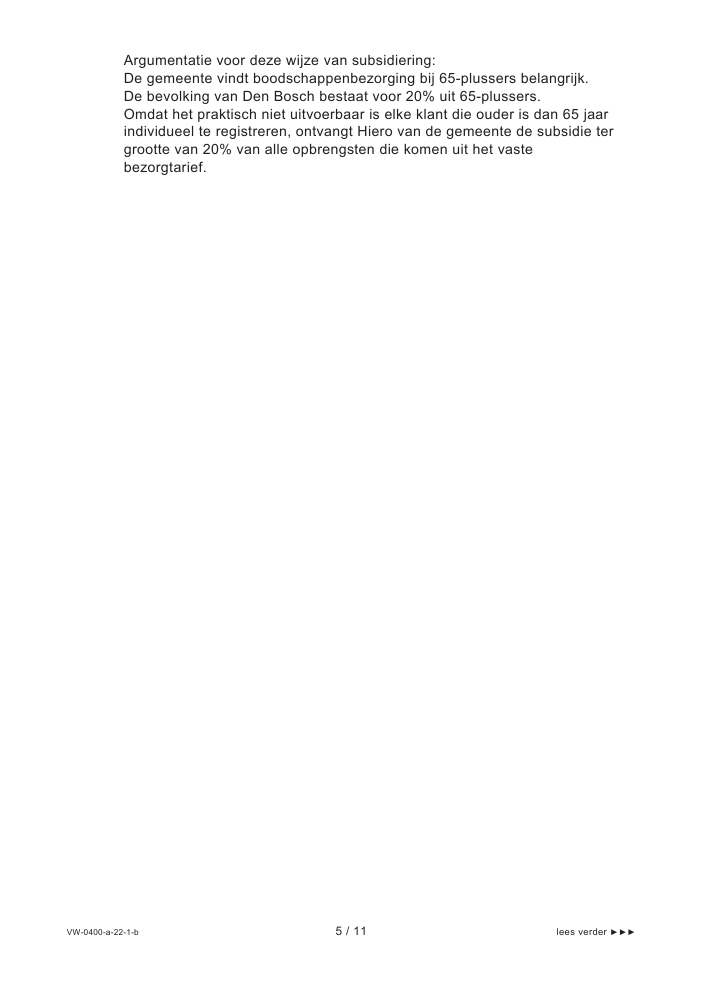 Argumentatie voor deze wijze van subsidiering:
De gemeente vindt boodschappenbezorging bij 65-plussers belangrijk.
De bevolking van Den Bosch bestaat voor 20% uit 65-plussers.
Omdat het praktisch niet uitvoerbaar is elke klant die ouder is dan 65 jaar
individueel te registreren, ontvangt Hiero van de gemeente de subsidie ter
grootte van 20% van alle opbrengsten die komen uit het vaste
bezorgtarief.
VW-0400-a-22-1-b
5 / 11
lees verder ►►►